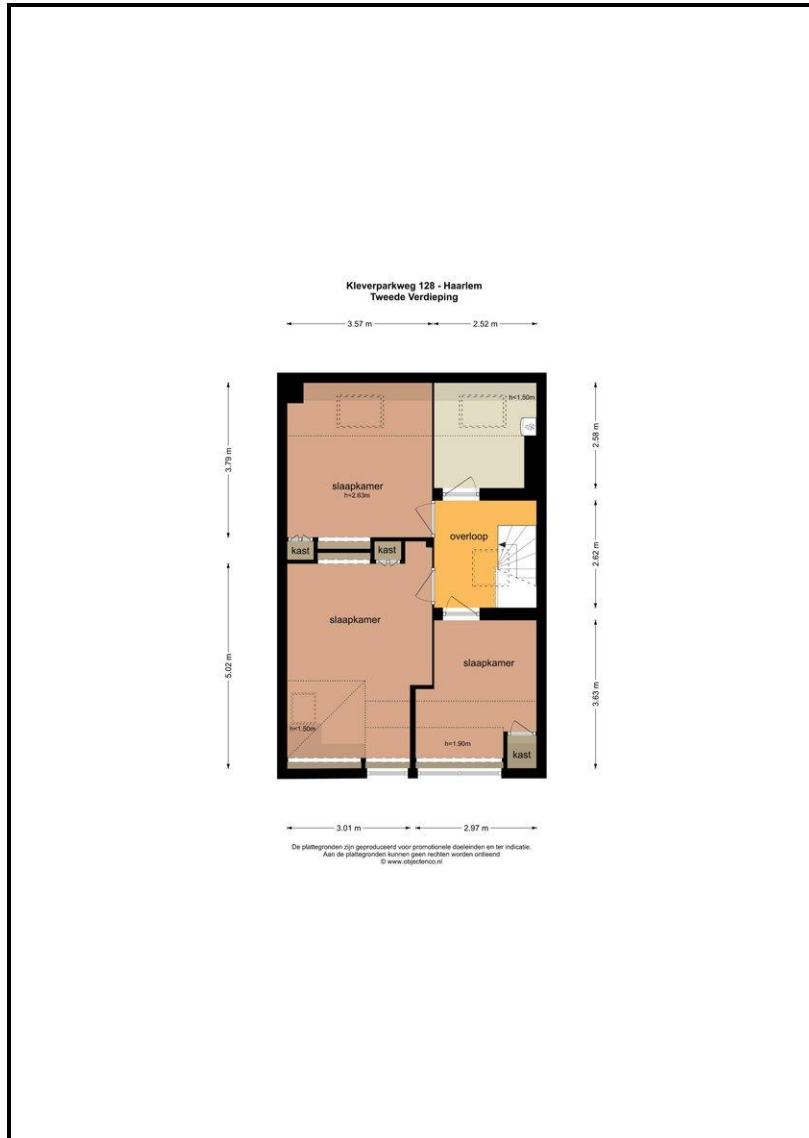 Kleverparkweg 128 - Haarlem
Tweede Verdieping
3.57 m
2.52 m
h<1.50m
3.79 m
2.58 m
slaapkamer
h=2.63m
kast
kast
overloop
2.62 m
slaapkamer
5.02 m
slaapkamer
3.63 m
h<1.50m
h=1.90m
kast
3.01 m
2.97 m
De plattegronden zijn geproduceerd voor promotionele doeleinden en ter indicatie.
Aan de plattegronden kunnen geen rechten worden ontleend
© www.objectenco.nl